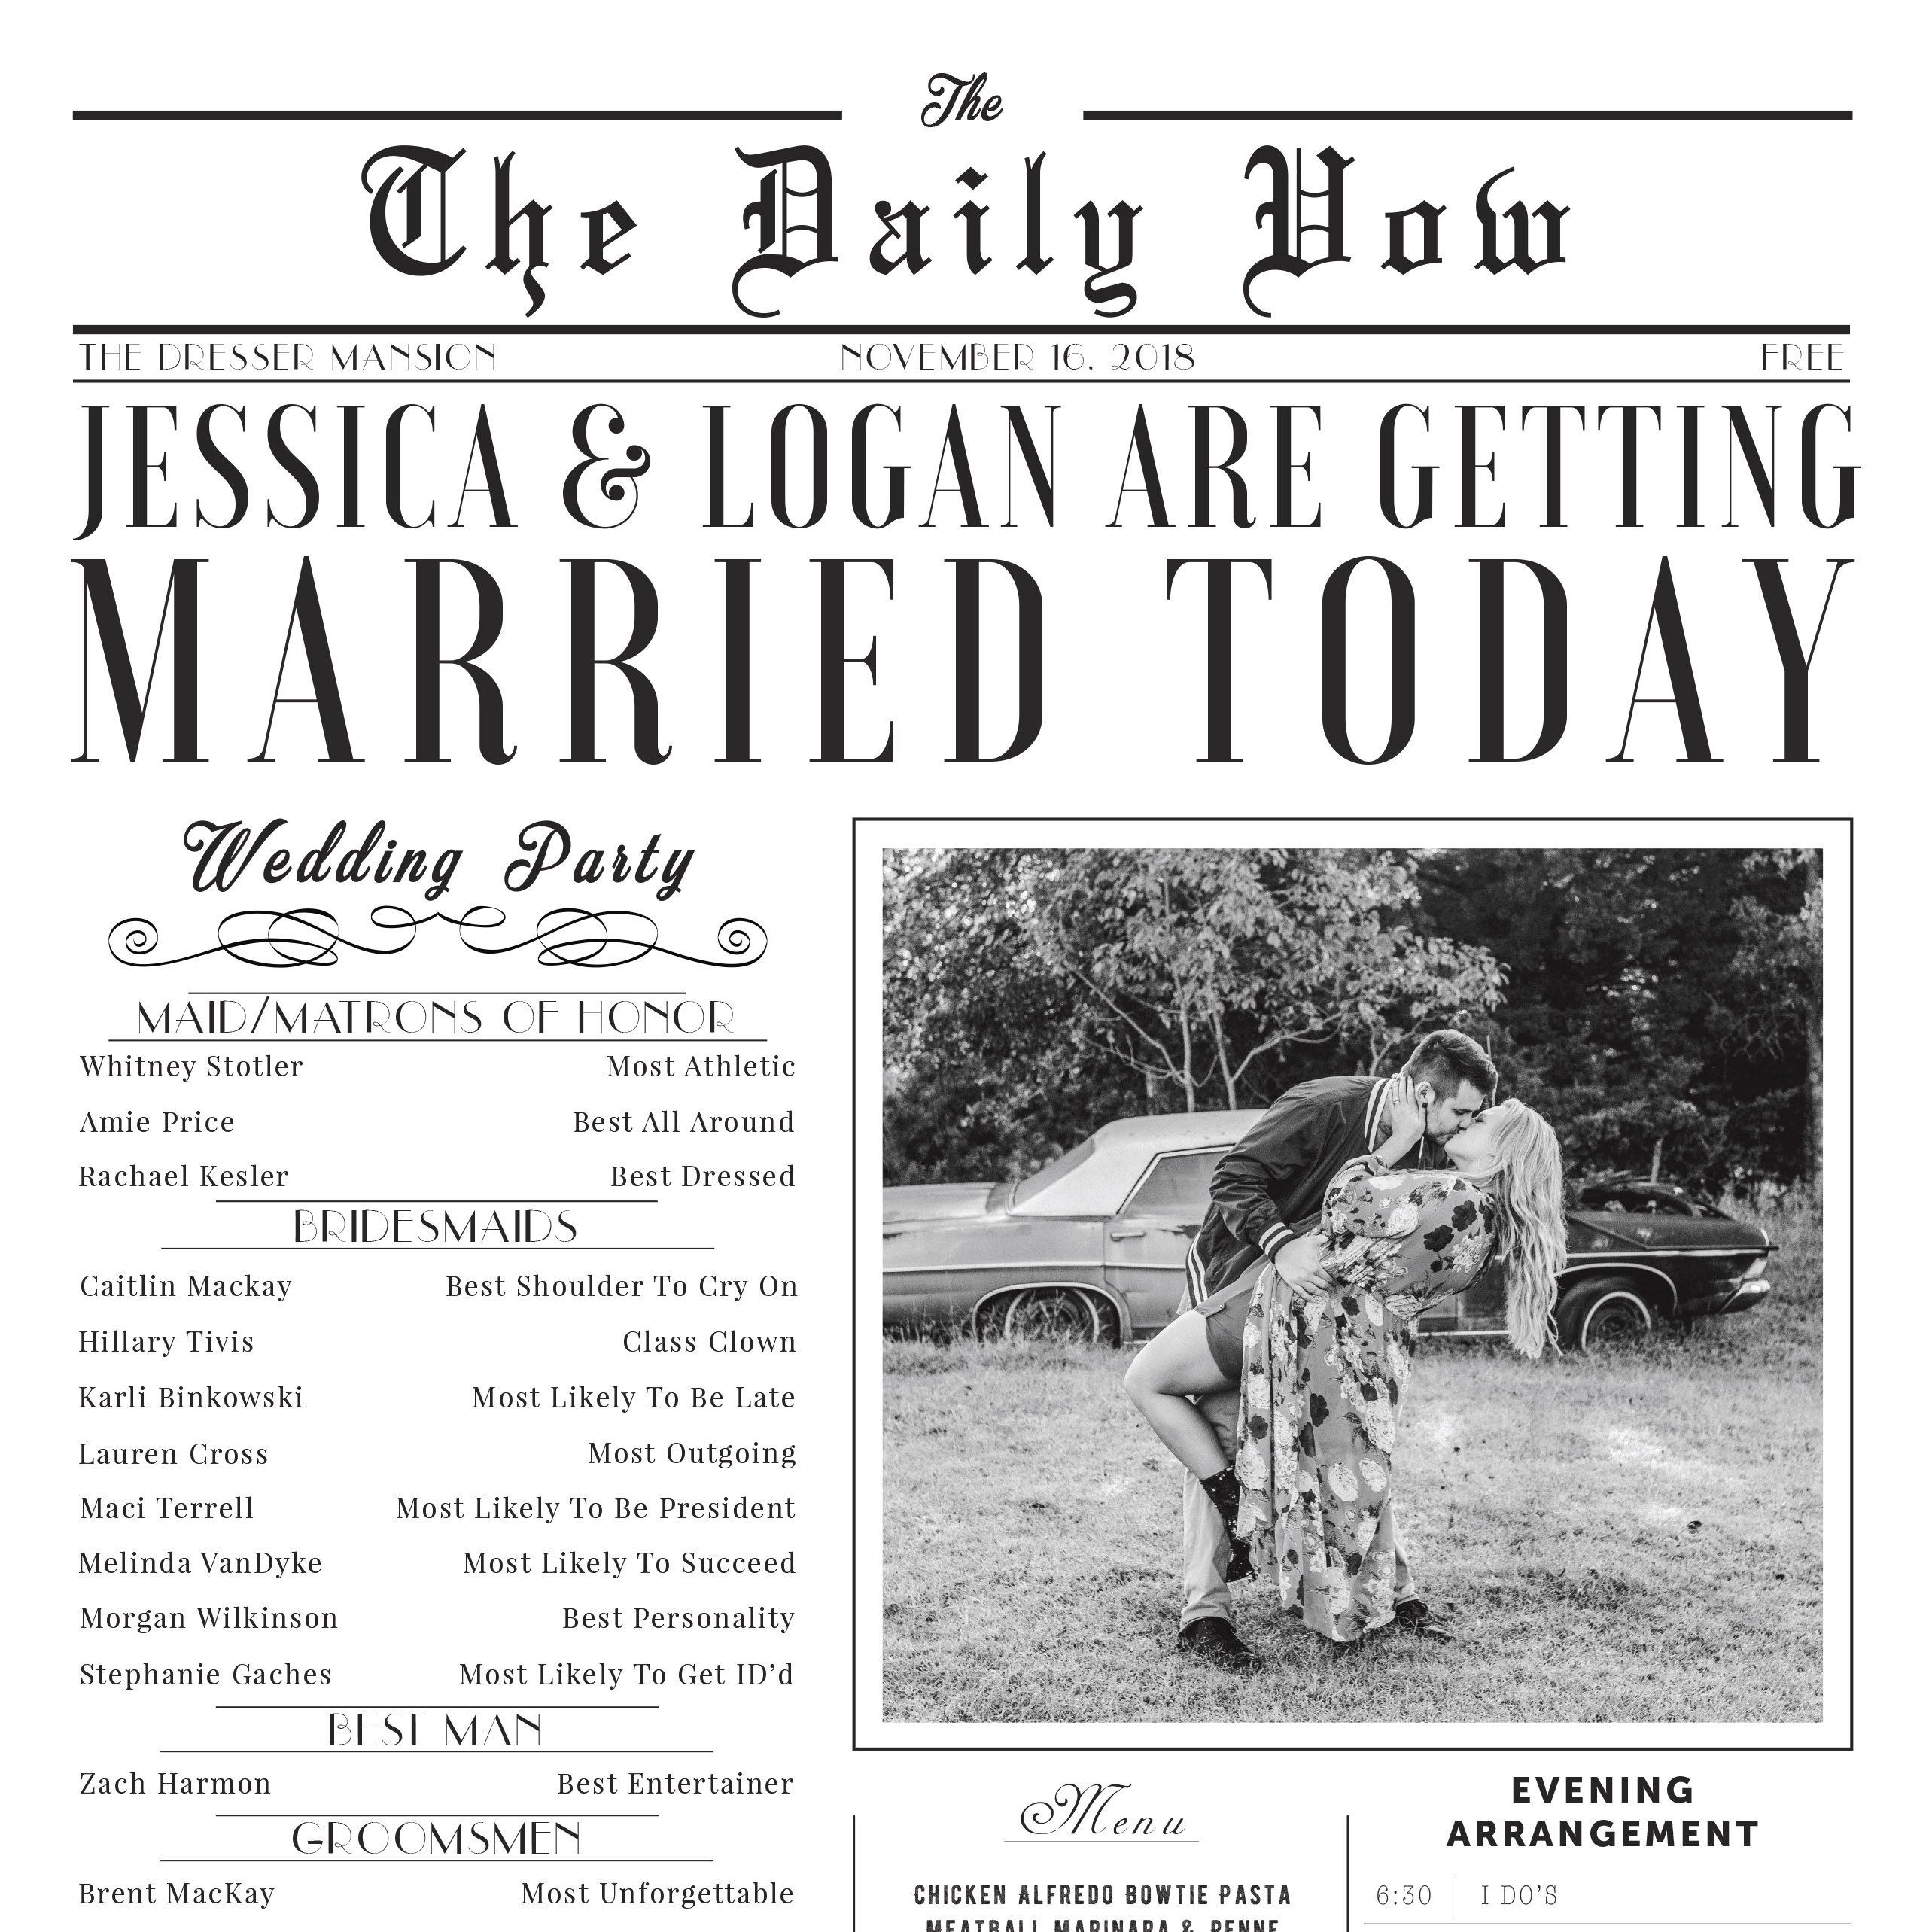 The
The Daily Vow
THE DRESSER MANSION NOVEMBER 16, 2018 FREE
JESSICA & LOGAN ARE GETTING
MARRIED TODAY
Wedding Party
MAID/MATRONS OF HONOR
Whitney Stotler Most Athletic
Amie Price Best All Around
Rachael Kesler Best Dressed
BRIDESMAIDS
Caitlin Mackay Best Shoulder To Cry On
Hillary Tivis Class Clown
Karli Binkowski Most Likely To Be Late
Lauren Cross Most Outgoing
Maci Terrell Most Likely To Be President
Melinda VanDyke Most Likely To Succeed
Morgan Wilkinson Best Personality
Stephanie Gaches Most Likely To Get ID’d
BEST MAN
Zach Harmon Best Entertainer
GROOMSMEN
Brent MacKay Most Unforgettable
Menu
CHICKEN ALFREDO BOWTIE PASTA
MEATBALL MARINARA & PENNE
EVENING
ARRANGEMENT
6:30 I DO’S